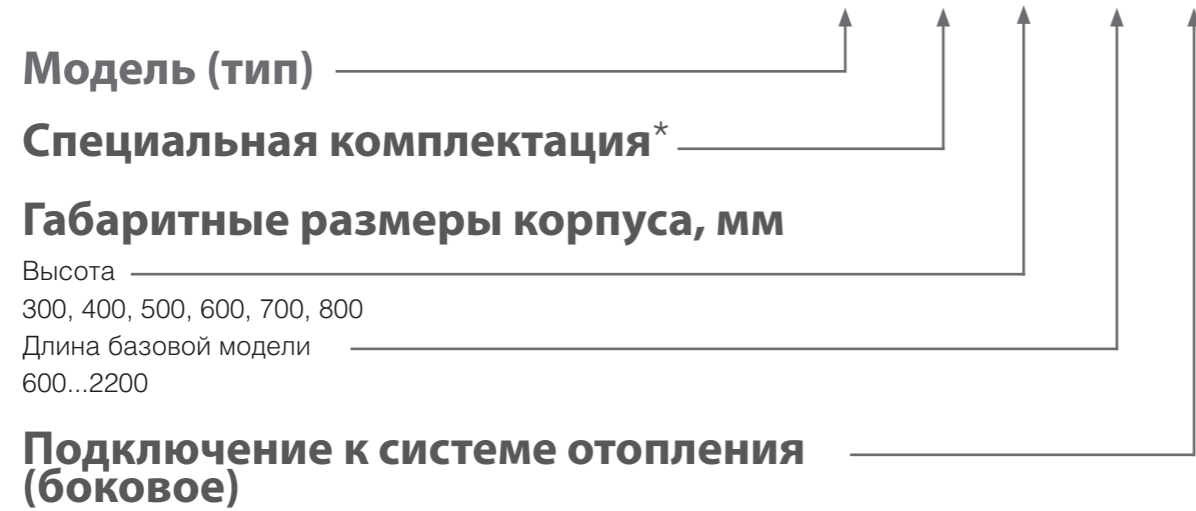 Модель (тип)
Специальная комплектация*
Габаритные размеры корпуса, мм
Высота
300, 400, 500, 600, 700, 800
Длина базовой модели
600...2200
Подключение к системе отопления
(боковое)